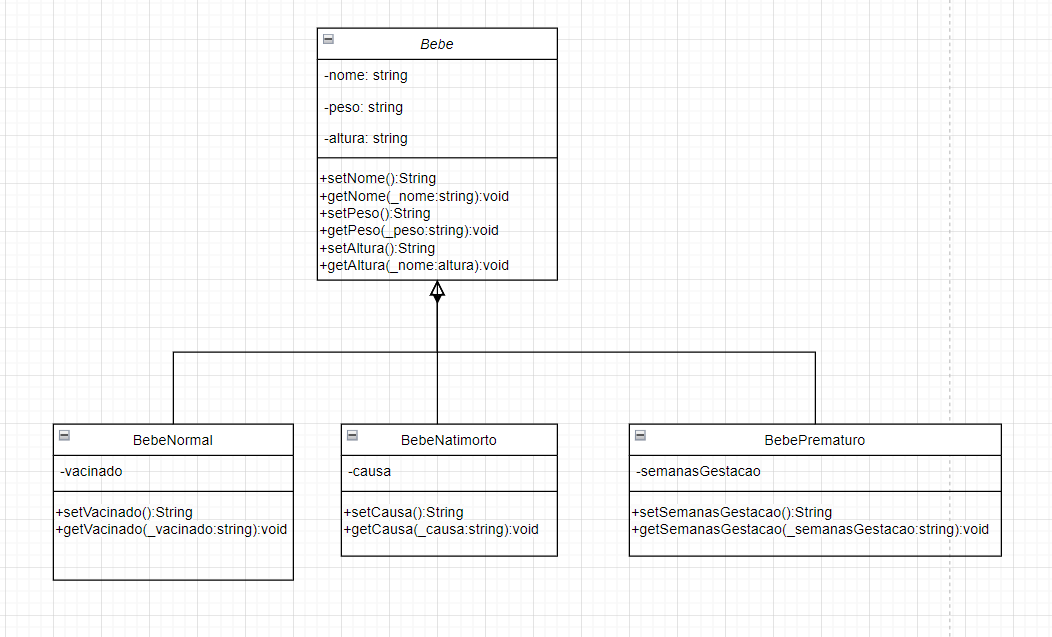 Bebe
-nome: string
-peso: string
-altura: string
+setNome():String
+getNome(_nome:string):void
+setPeso():String
+getPeso(_peso:string):void
+setAltura():String
+getAltura(_nome:altura):void
BebeNormal
-vacinado
+setVacinado():String
+getVacinado(_vacinado:string):void
BebeNatimorto
-causa
+setCausa():String
+getCausa(_causa:string):void
BebePrematuro
-semanasGestacao
+setSemanasGestacao():String
+getSemanasGestacao(_semanasGestacao:string):void